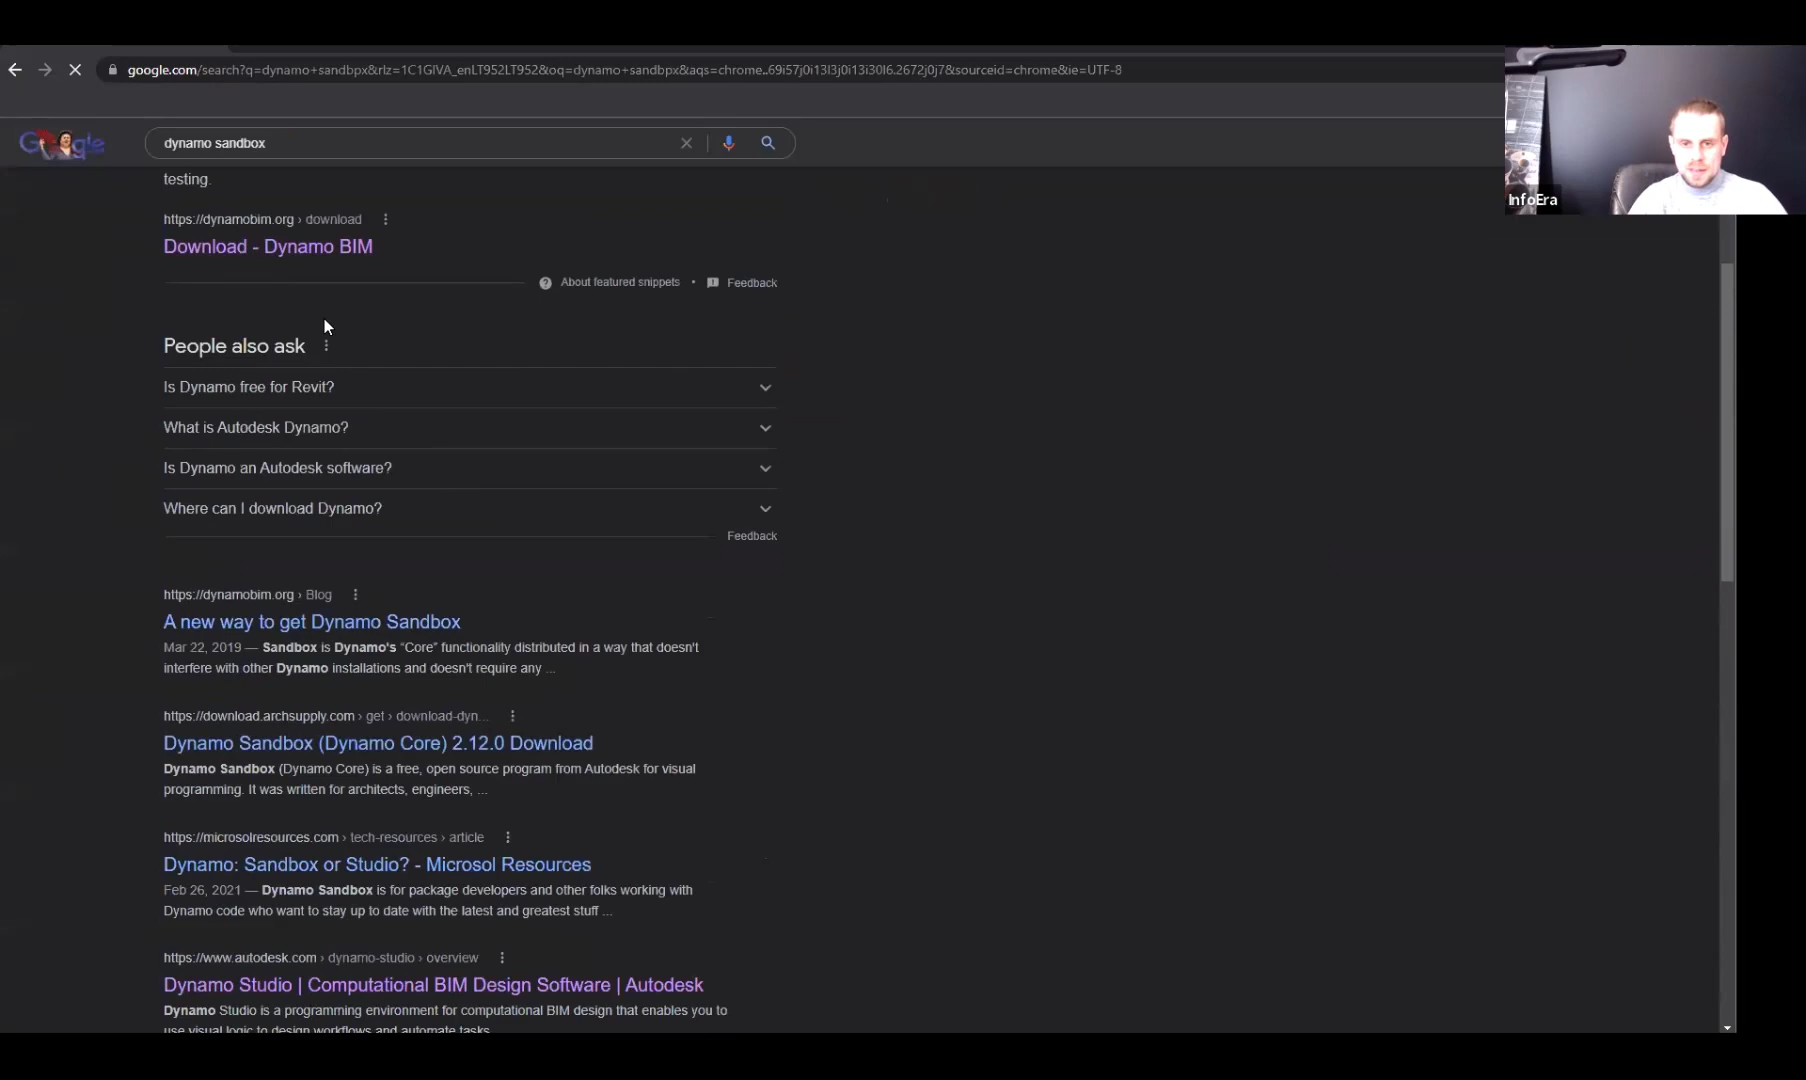 google.com/search?q=dynamo+sandbpx&rlz=1C1GIVA_enLT952LT952&oq=dynamo+sandbpx&aqs=chrome..69i57j0i13l3j0i13i30l6.2672j0j7&sourceid=chrome&ie=UTF-8
Google
dynamo sandbox
InfoEra
testing.
https://dynamobim.org › download
Download - Dynamo BIM
About featured snippets • Feedback
People also ask
Is Dynamo free for Revit?
What is Autodesk Dynamo?
Is Dynamo an Autodesk software?
Where can I download Dynamo?
Feedback
https://dynamobim.org › Blog
A new way to get Dynamo Sandbox
Mar 22, 2019 — Sandbox is Dynamo's “Core” functionality distributed in a way that doesn't
interfere with other Dynamo installations and doesn't require any ...
https://download.archsupply.com › get › download-dyn...
Dynamo Sandbox (Dynamo Core) 2.12.0 Download
Dynamo Sandbox (Dynamo Core) is a free, open source program from Autodesk for visual
programming. It was written for architects, engineers, ...
https://microsolresources.com › tech-resources › article
Dynamo: Sandbox or Studio? - Microsol Resources
Feb 26, 2021 — Dynamo Sandbox is for package developers and other folks working with
Dynamo code who want to stay up to date with the latest and greatest stuff ...
https://www.autodesk.com › dynamo-studio › overview
Dynamo Studio | Computational BIM Design Software | Autodesk
Dynamo Studio is a programming environment for computational BIM design that enables you to
use visual logic to design workflows and automate tasks